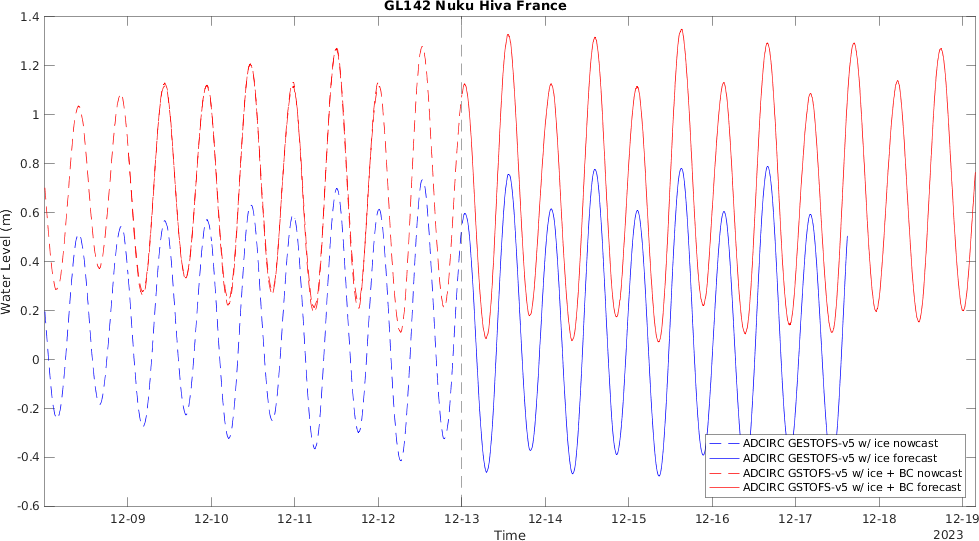 GL142 Nuku Hiva France
1.4
1.2
1
0.8
0.6
0.4
0.2
0
-0.2
-0.4
-0.6
Water Level (m)
ADCIRC GESTOFS-v5 w/ ice nowcast
ADCIRC GESTOFS-v5 w/ ice forecast
ADCIRC GSTOFS-v5 w/ ice + BC nowcast
ADCIRC GSTOFS-v5 w/ ice + BC forecast
12-09 12-10 12-11 12-12 12-13 12-14 12-15 12-16 12-17 12-18 12-19
Time
2023